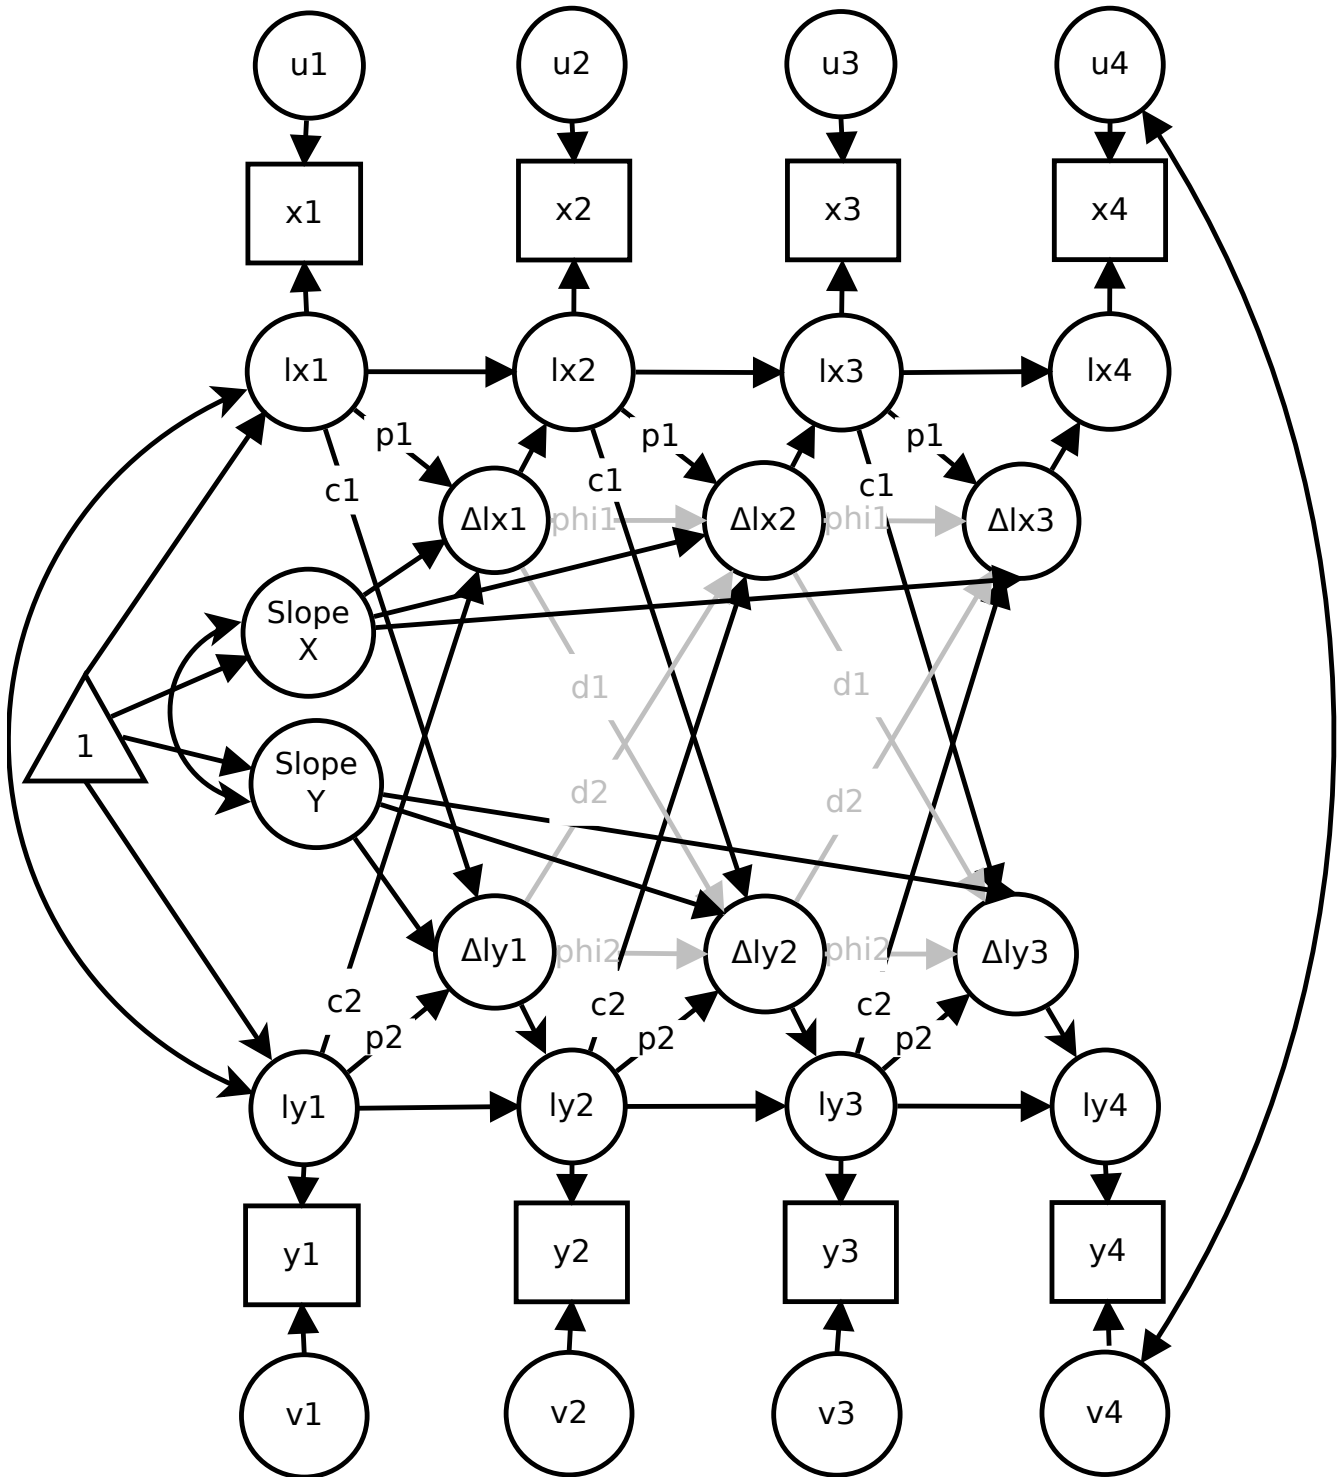 u1 u2 u3 u4
x1 x2 x3 x4
lx1 lx2 lx3 lx4
p1 p1 p1
c1 c1 c1
Δlx1 phi1 Δlx2 phi1 Δlx3
Slope
X
d1 d1
1
Slope
Y
d2 d2
Δly1 phi2 Δly2 phi2 Δly3
c2 c2 c2
p2 p2 p2
ly1 ly2 ly3 ly4
y1 y2 y3 y4
v1 v2 v3 v4